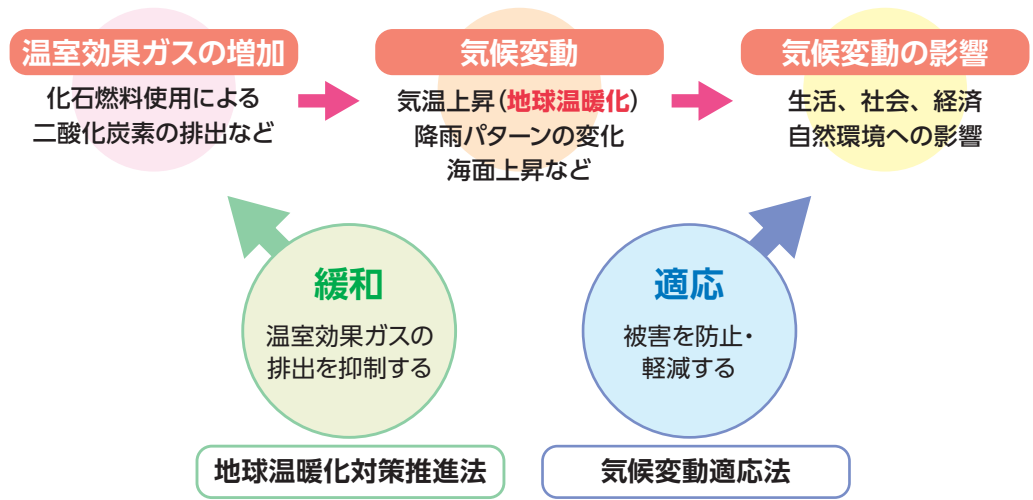 温室効果ガスの増加
化石燃料使用による
二酸化炭素の排出など
気候変動
気温上昇(地球温暖化)
降雨パターンの変化
海面上昇など
気候変動の影響
生活、社会、経済
自然環境への影響
緩和
温室効果ガスの
排出を抑制する
地球温暖化対策推進法
適応
被害を防止・
軽減する
気候変動適応法